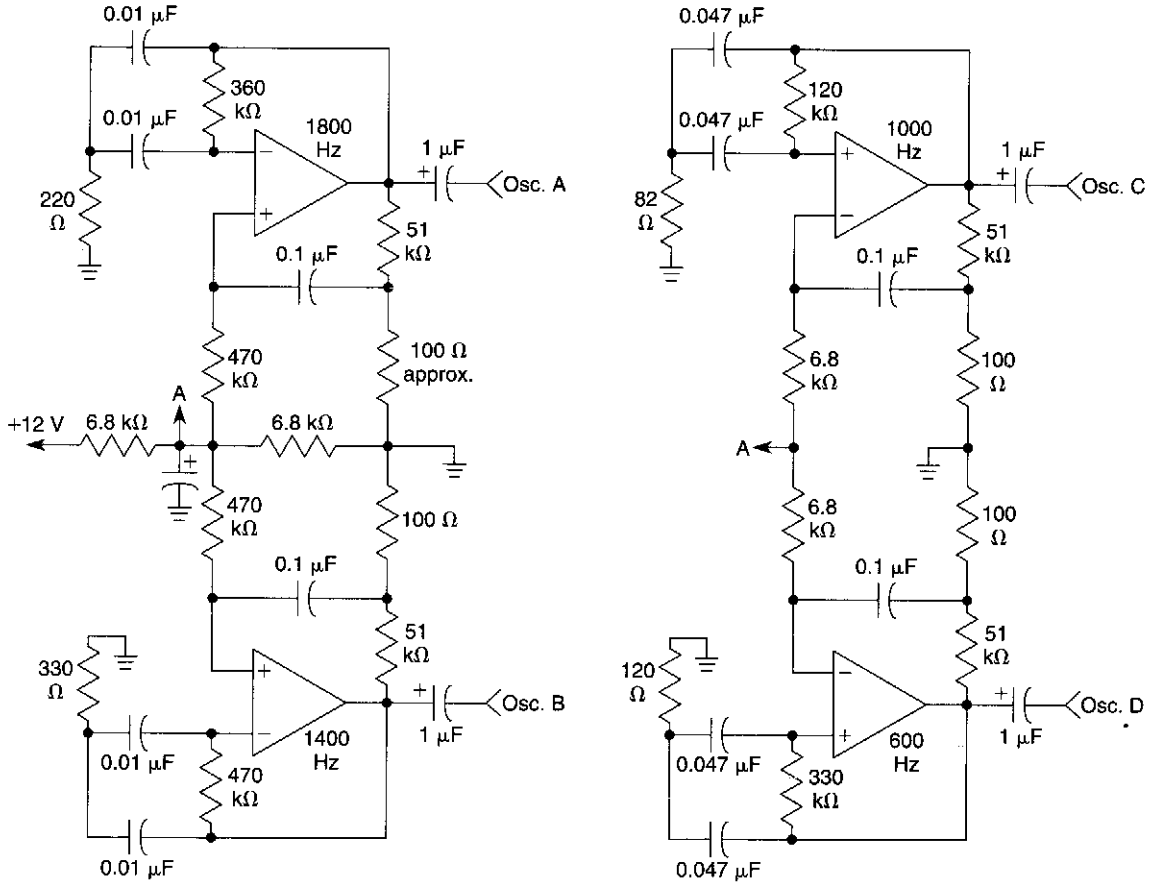 0.01 µF
360
kΩ
0.01 µF
1800
Hz
−
+
1 µF
+
Osc. A
220
Ω
51
kΩ
0.1 µF
470
kΩ
100 Ω
approx.
A
+12 V
6.8 kΩ
6.8 kΩ
+
470
kΩ
100 Ω
0.1 µF
51
kΩ
330
Ω
+
−
1400
Hz
+
1 µF
Osc. B
0.01 µF
470
kΩ
0.01 µF
0.047 µF
120
kΩ
0.047 µF
1000
Hz
+
−
1 µF
+
Osc. C
82
Ω
51
kΩ
0.1 µF
6.8
kΩ
100
Ω
A
6.8
kΩ
100
Ω
0.1 µF
51
kΩ
120
Ω
−
+
600
Hz
+
1 µF
Osc. D
0.047 µF
330
kΩ
0.047 µF